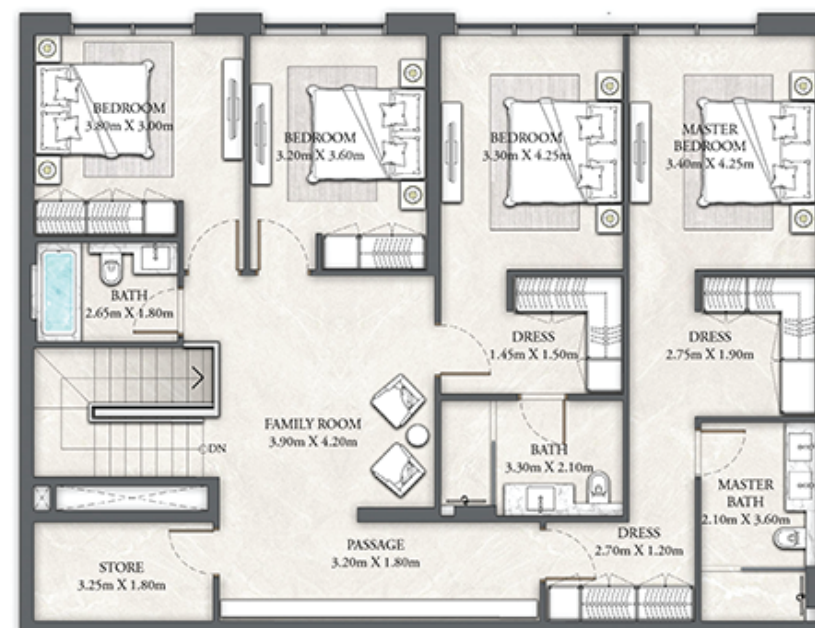 BEDROOM
3.80m X 3.00m
BEDROOM
3.20m X 3.60m
BEDROOM
3.30m X 4.25m
MASTER
BEDROOM
3.40m X 4.25m
BATH
2.65m X 1.80m
DRESS
1.45m X 1.50m
DRESS
2.75m X 1.90m
FAMILY ROOM
3.90m X 4.20m
DN
BATH
3.30m X 2.10m
MASTER
BATH
2.10m X 3.60m
DRESS
2.70m X 1.20m
PASSAGE
3.20m X 1.80m
STORE
3.25m X 1.80m